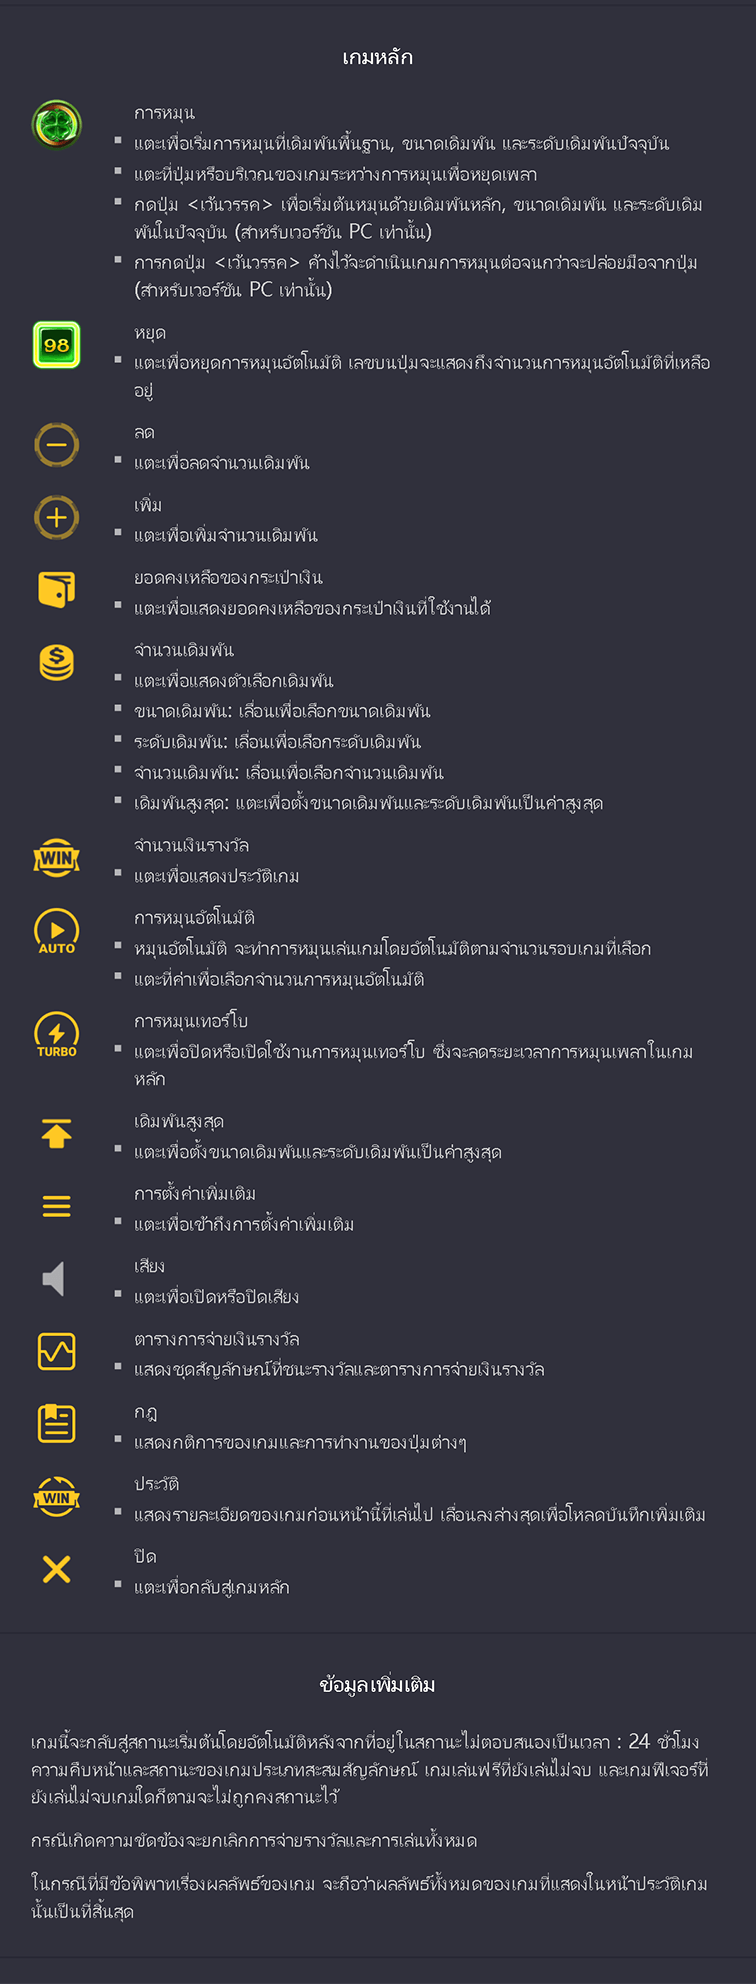 เกมหลัก
การหมุน
แตะเพื่อเริ่มการหมุนที่เดิมพันพื้นฐาน, ขนาดเดิมพัน และระดับเดิมพันปัจจุบัน
แตะที่ปุ่มหรือบริเวณของเกมระหว่างการหมุนเพื่อหยุดเพลา
กดปุ่ม <เว้นวรรค> เพื่อเริ่มต้นหมุนด้วยเดิมพันหลัก, ขนาดเดิมพัน และระดับเดิม
พันในปัจจุบัน (สำหรับเวอร์ชัน PC เท่านั้น)
การกดปุ่ม <เว้นวรรค> ค้างไว้จะดำเนินเกมการหมุนต่อจนกว่าจะปล่อยมือจากปุ่ม
(สำหรับเวอร์ชัน PC เท่านั้น)
98
หยุด
แตะเพื่อหยุดการหมุนอัตโนมัติ เลขบนปุ่มจะแสดงถึงจำนวนการหมุนอัตโนมัติที่เหลือ
อยู่
ลด
แตะเพื่อลดจำนวนเดิมพัน
เพิ่ม
แตะเพื่อเพิ่มจำนวนเดิมพัน
ยอดคงเหลือของกระเป๋าเงิน
แตะเพื่อแสดงยอดคงเหลือของกระเป๋าเงินที่ใช้งานได้
จำนวนเดิมพัน
แตะเพื่อแสดงตัวเลือกเดิมพัน
ขนาดเดิมพัน: เลื่อนเพื่อเลือกขนาดเดิมพัน
ระดับเดิมพัน: เลื่อนเพื่อเลือกระดับเดิมพัน
จำนวนเดิมพัน: เลื่อนเพื่อเลือกจำนวนเดิมพัน
เดิมพันสูงสุด: แตะเพื่อตั้งขนาดเดิมพันและระดับเดิมพันเป็นค่าสูงสุด
WIN
จำนวนเงินรางวัล
แตะเพื่อแสดงประวัติเกม
AUTO
การหมุนอัตโนมัติ
หมุนอัตโนมัติ จะทำการหมุนเล่นเกมโดยอัตโนมัติตามจำนวนรอบเกมที่เลือก
แตะที่ค่าเพื่อเลือกจำนวนการหมุนอัตโนมัติ
TURBO
การหมุนเทอร์โบ
แตะเพื่อปิดหรือเปิดใช้งานการหมุนเทอร์โบ ซึ่งจะลดระยะเวลาการหมุนเพลาในเกม
หลัก
เดิมพันสูงสุด
แตะเพื่อตั้งขนาดเดิมพันและระดับเดิมพันเป็นค่าสูงสุด
การตั้งค่าเพิ่มเติม
แตะเพื่อเข้าถึงการตั้งค่าเพิ่มเติม
เสียง
แตะเพื่อเปิดหรือปิดเสียง
ตารางการจ่ายเงินรางวัล
แสดงชุดสัญลักษณ์ที่ชนะรางวัลและตารางการจ่ายเงินรางวัล
กฎ
แสดงกติการของเกมและการทำงานของปุ่มต่างๆ
WIN
ประวัติ
แสดงรายละเอียดของเกมก่อนหน้านี้ที่เล่นไป เลื่อนลงล่างสุดเพื่อโหลดบันทึกเพิ่มเติม
ปิด
แตะเพื่อกลับสู่เกมหลัก
ข้อมูลเพิ่มเติม
เกมนี้จะกลับสู่สถานะเริ่มต้นโดยอัตโนมัติหลังจากที่อยู่ในสถานะไม่ตอบสนองเป็นเวลา : 24 ชั่วโมง
ความคืบหน้าและสถานะของเกมประเภทสะสมสัญลักษณ์ เกมเล่นฟรีที่ยังเล่นไม่จบ และเกมฟีเจอร์ที่
ยังเล่นไม่จบเกมใดก็ตามจะไม่ถูกคงสถานะไว้
กรณีเกิดความขัดข้องจะยกเลิกการจ่ายรางวัลและการเล่นทั้งหมด
ในกรณีที่มีข้อพิพาทเรื่องผลลัพธ์ของเกม จะถือว่าผลลัพธ์ทั้งหมดของเกมที่แสดงในหน้าประวัติเกม
นั้นเป็นที่สิ้นสุด